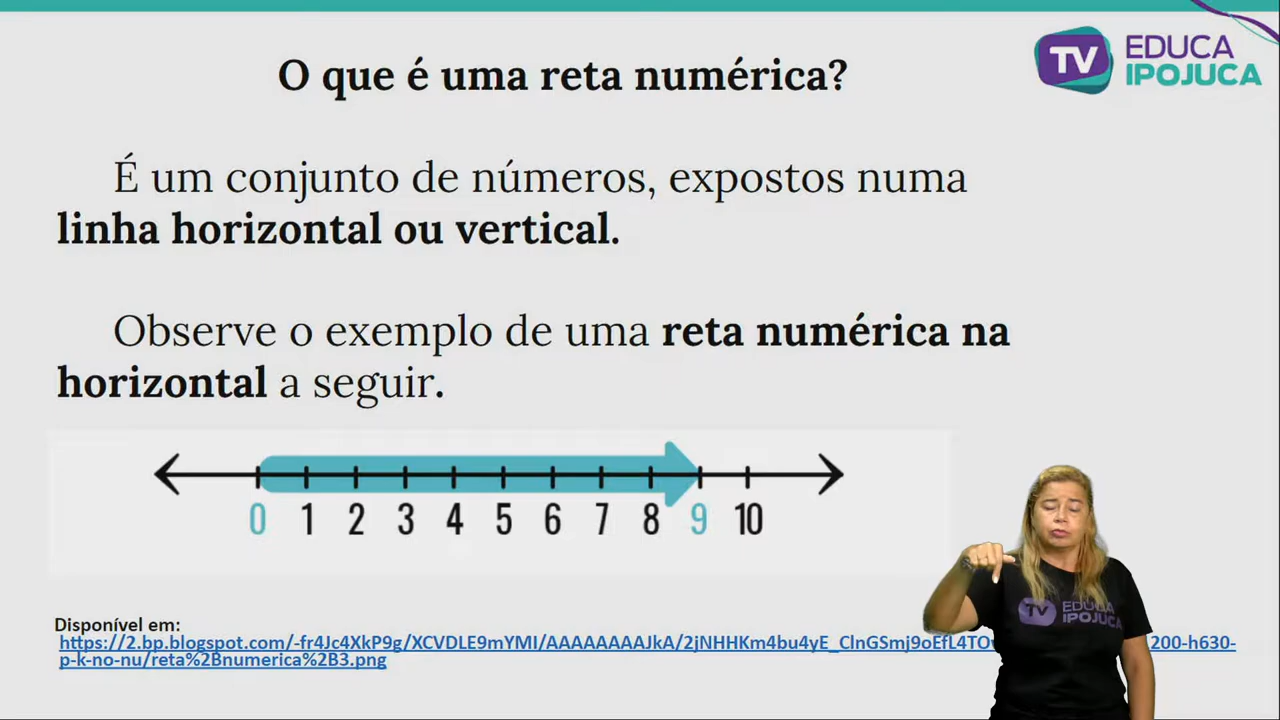 O que é uma reta numérica?
TV EDUCA
IPOJUCA
É um conjunto de números, expostos numa
linha horizontal ou vertical.
Observe o exemplo de uma reta numérica na
horizontal a seguir.
0 1 2 3 4 5 6 7 8 9 10
TV EDUCA
IPOJUCA
Disponível em:
https://2.bp.blogspot.com/-fr4Jc4XkP9g/XCVDLE9mYMI/AAAAAAAAJkA/2jNHHKm4bu4yE_ClnGSmj9oEfL4TO 200-h630-
p-k-no-nu/reta%2Bnumerica%2B3.png